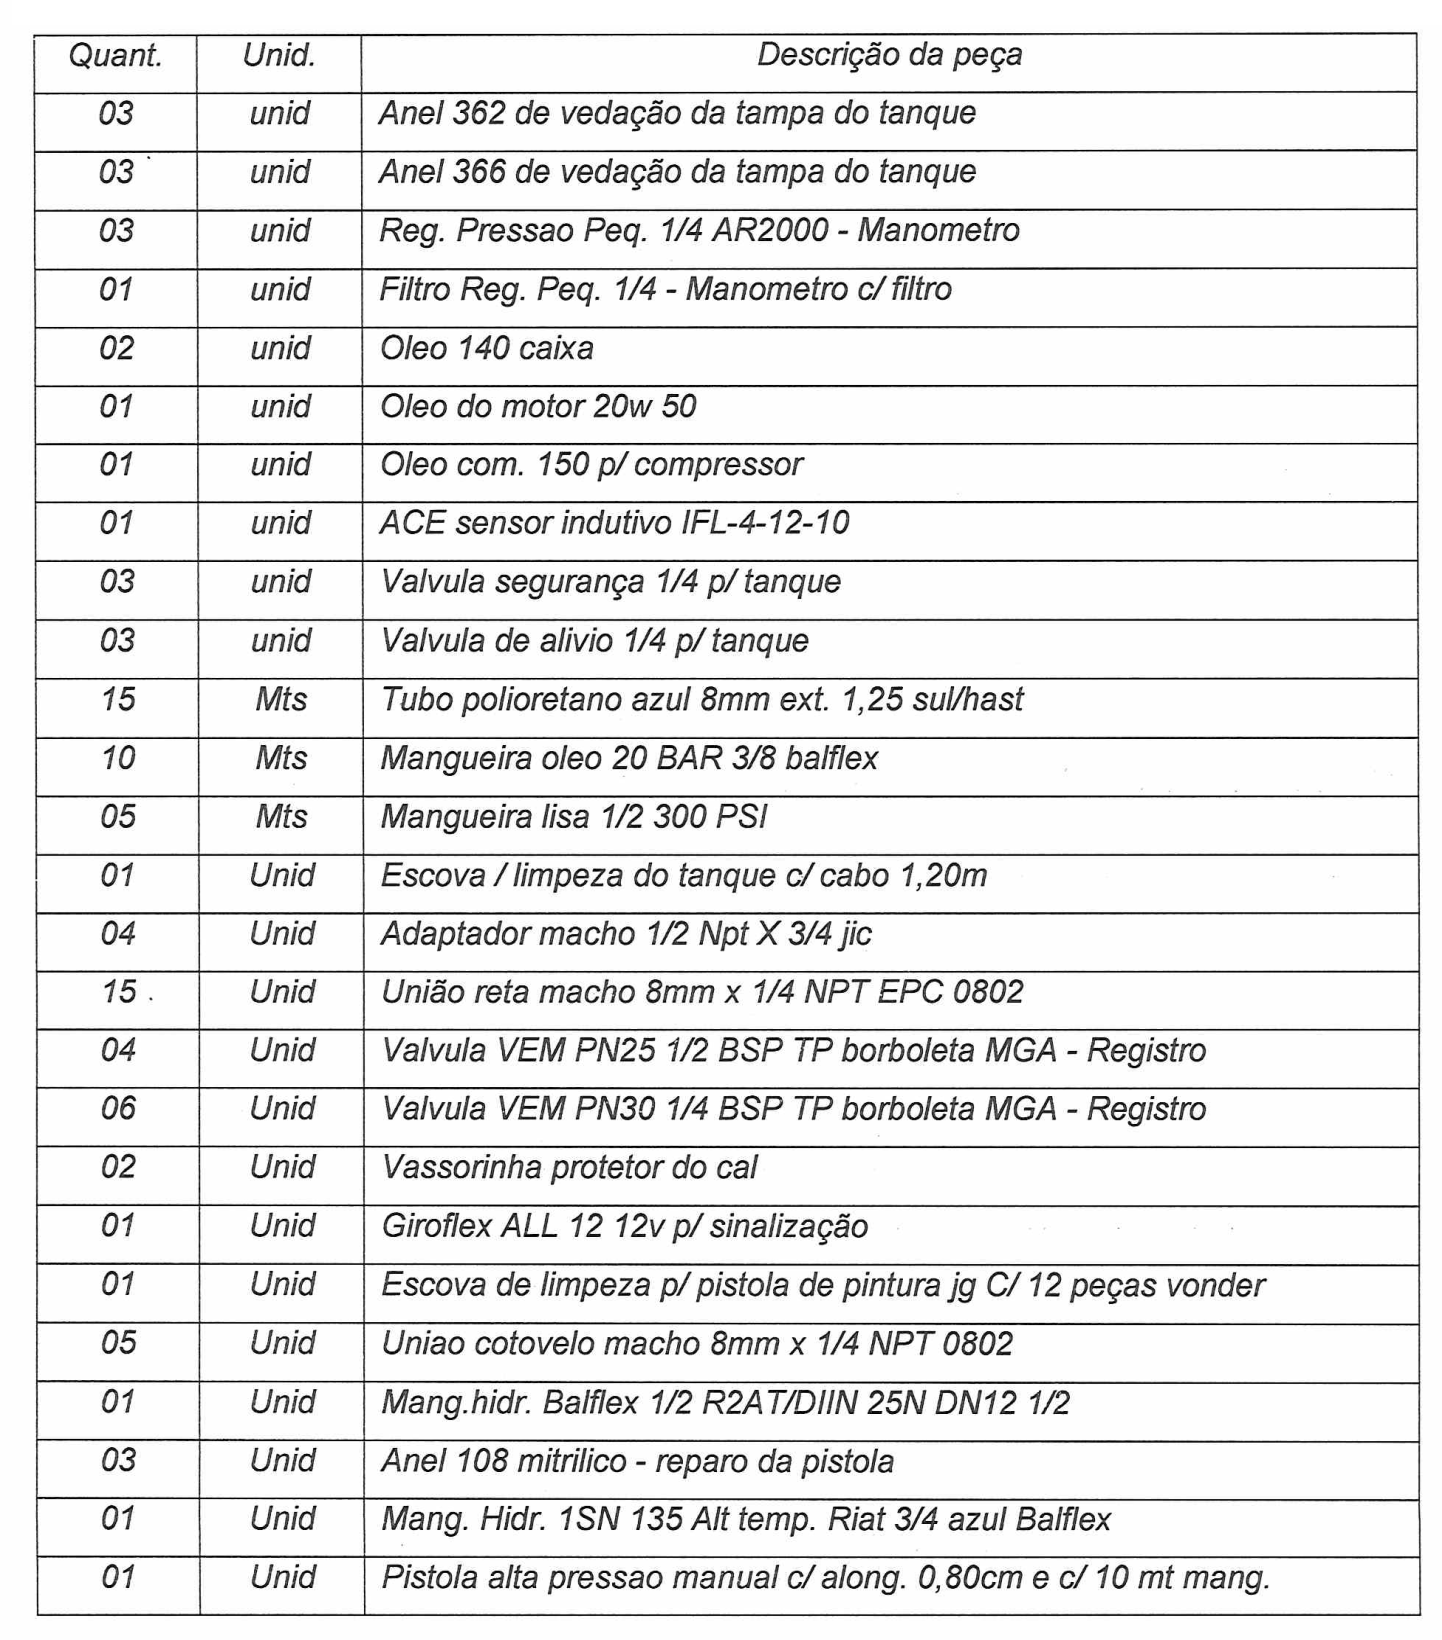 Quant. Unid. Descrição da peça
03 unid Anel 362 de vedação da tampa do tanque
03 unid Anel 366 de vedação da tampa do tanque
03 unid Reg. Pressao Peq. 1/4 AR2000 - Manometro
01 unid Filtro Reg. Peq. 1/4 - Manometro c/ filtro
02 unid Oleo 140 caixa
01 unid Oleo do motor 20w 50
01 unid Oleo com. 150 p/ compressor
01 unid ACE sensor indutivo IFL-4-12-10
03 unid Valvula segurança 1/4 p/ tanque
03 unid Valvula de alivio 1/4 p/ tanque
15 Mts Tubo polioretano azul 8mm ext. 1,25 sul/hast
10 Mts Mangueira oleo 20 BAR 3/8 balflex
05 Mts Mangueira lisa 1/2 300 PSI
01 Unid Escova / limpeza do tanque c/ cabo 1,20m
04 Unid Adaptador macho 1/2 Npt X 3/4 jic
15 Unid União reta macho 8mm x 1/4 NPT EPC 0802
04 Unid Valvula VEM PN25 1/2 BSP TP borboleta MGA - Registro
06 Unid Valvula VEM PN30 1/4 BSP TP borboleta MGA - Registro
02 Unid Vassorinha protetor do cal
01 Unid Giroflex ALL 12 12v p/ sinalização
01 Unid Escova de limpeza p/ pistola de pintura jg C/ 12 peças vonder
05 Unid Uniao cotovelo macho 8mm x 1/4 NPT 0802
01 Unid Mang.hidr. Balflex 1/2 R2AT/DIIN 25N DN12 1/2
03 Unid Anel 108 mitrilico - reparo da pistola
01 Unid Mang. Hidr. 1SN 135 Alt temp. Riat 3/4 azul Balflex
01 Unid Pistola alta pressao manual c/ along. 0,80cm e c/ 10 mt mang.